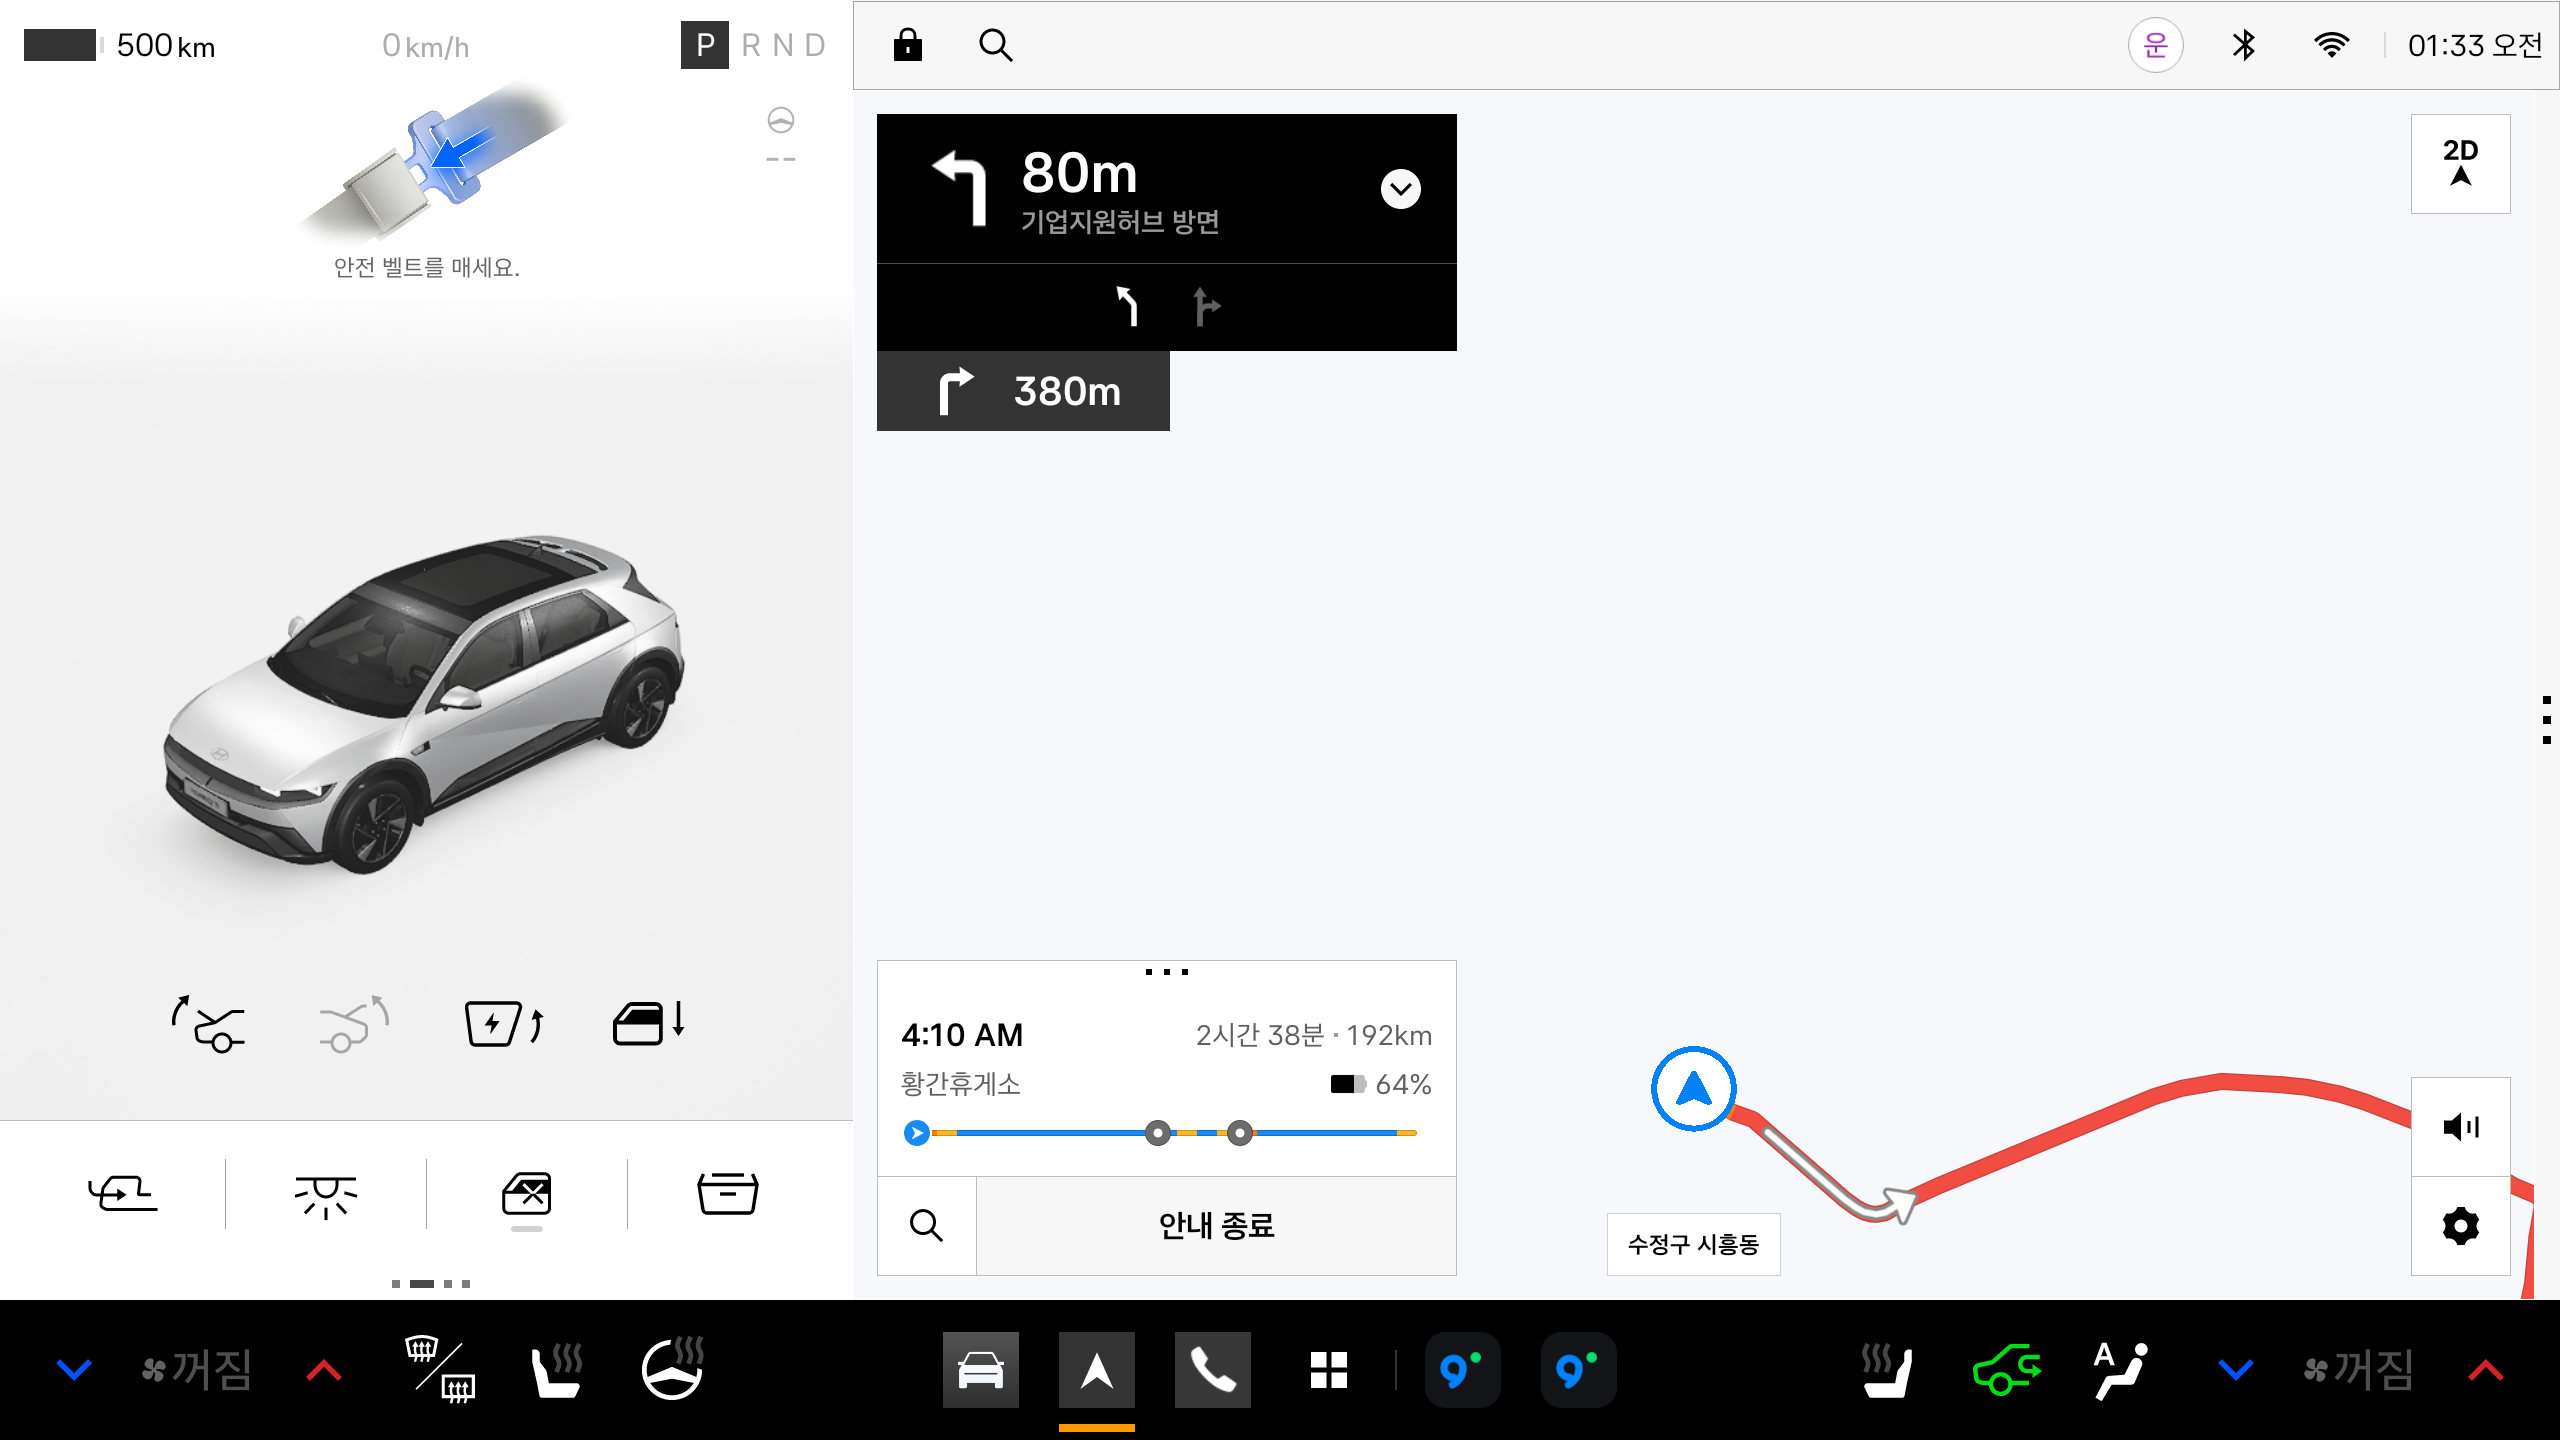 500 km
0 km/h
P R N D
01:33 오전
운
안전 벨트를 매세요.
80m
기업지원허브 방면
380m
2D
4:10 AM
2시간 38분 · 192km
황간휴게소
64%
안내 종료
수정구 시흥동
꺼짐
A
꺼짐